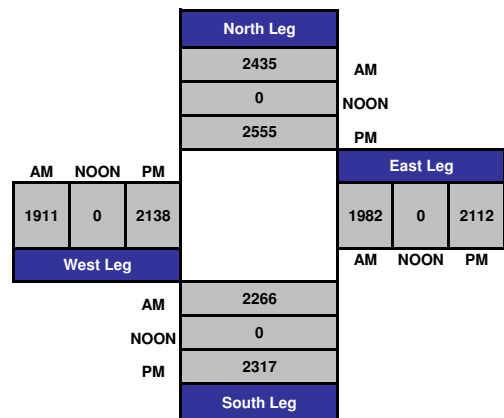 North Leg
2435 AM
0 NOON
2555 PM
AM NOON PM
East Leg
1911 0 2138
1982 0 2112
West Leg
AM NOON PM
AM 2266
NOON 0
PM 2317
South Leg